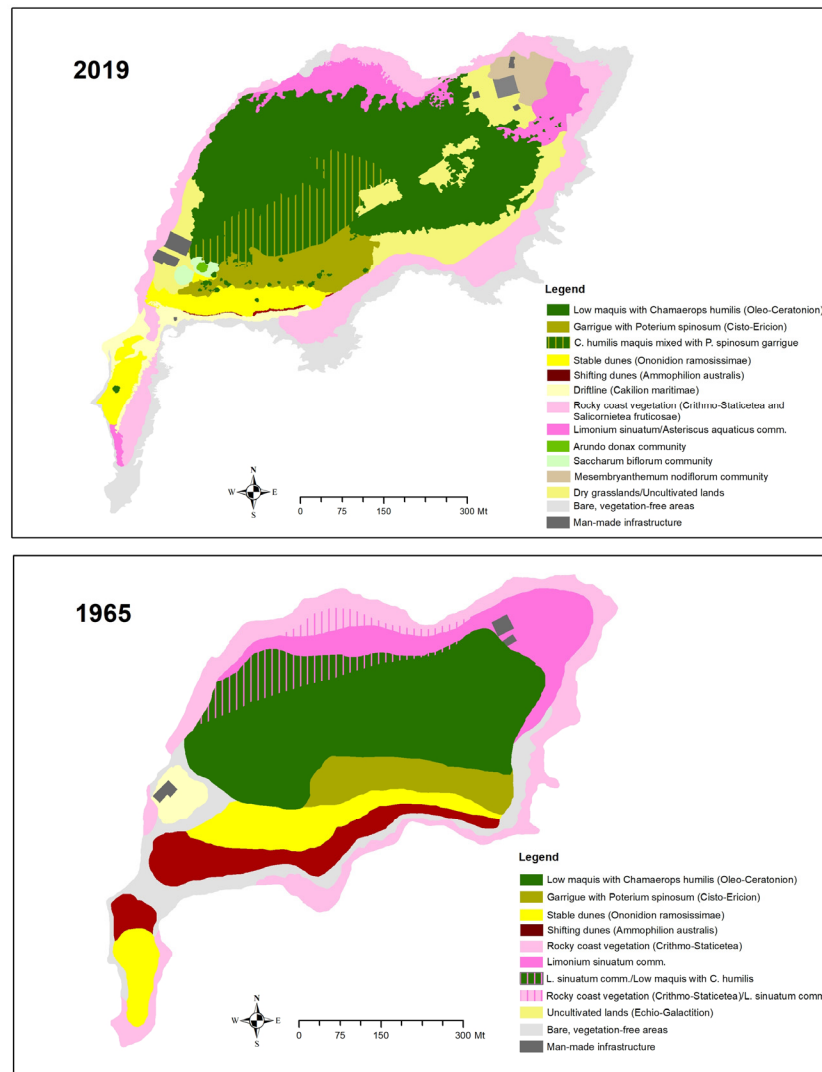 2019
Legend
Low maquis with Chamaerops humilis (Oleo-Ceratonion)
Garrigue with Poterium spinosum (Cisto-Ericion)
C. humilis maquis mixed with P. spinosum garrigue
Stable dunes (Ononidion ramosissimae)
Shifting dunes (Ammophilion australis)
Driftline (Cakilion maritimae)
Rocky coast vegetation (Crithmo-Staticetea and
Salicornietea fruticosae)
Limonium sinuatum/Asteriscus aquaticus comm.
Arundo donax community
Saccharum biflorum community
Mesembryanthemum nodiflorum community
Dry grasslands/Uncultivated lands
Bare, vegetation-free areas
Man-made infrastructure
N
W E
S
0 75 150 300 Mt
1965
Legend
Low maquis with Chamaerops humilis (Oleo-Ceratonion)
Garrigue with Poterium spinosum (Cisto-Ericion)
Stable dunes (Ononidion ramosissimae)
Shifting dunes (Ammophilion australis)
Rocky coast vegetation (Crithmo-Staticetea)
Limonium sinuatum comm.
L. sinuatum comm./Low maquis with C. humilis
Rocky coast vegetation (Crithmo-Staticetea)/L. sinuatum comm
Uncultivated lands (Echio-Galactition)
Bare, vegetation-free areas
Man-made infrastructure
N
W E
S
0 75 150 300 Mt